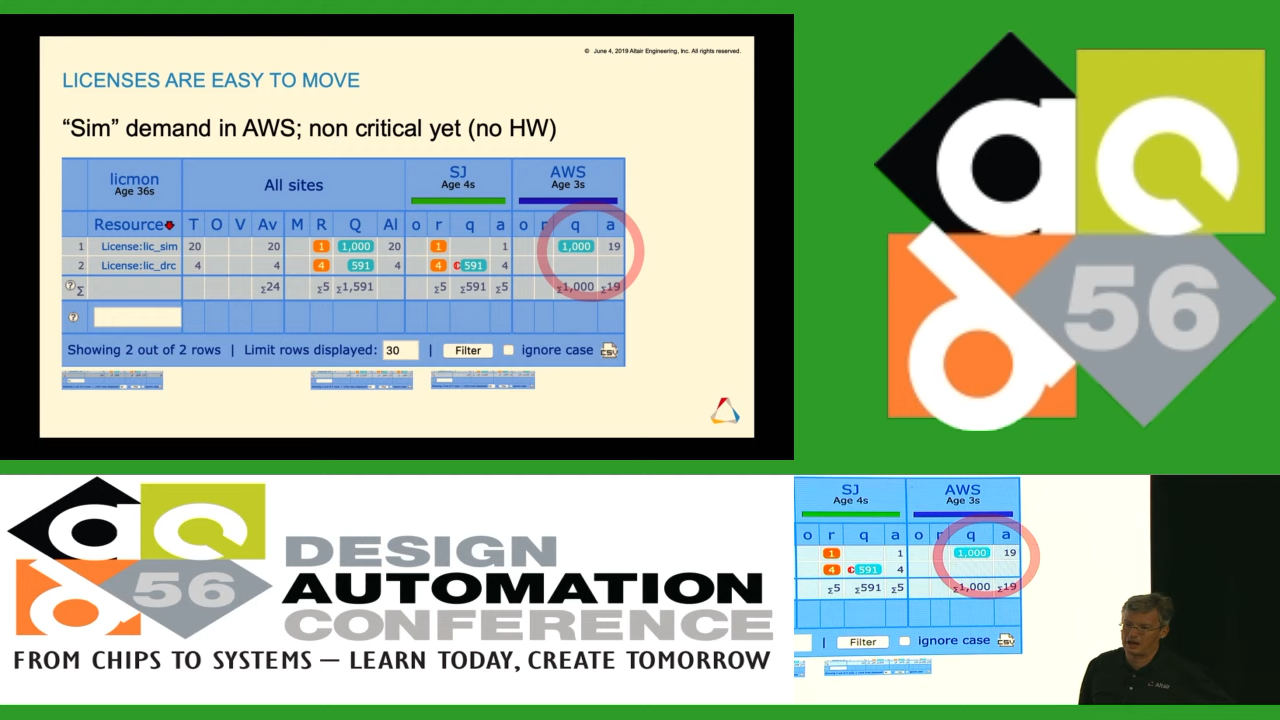 © June 4, 2019 Altair Engineering, Inc. All rights reserved.
LICENSES ARE EASY TO MOVE
“Sim” demand in AWS; non critical yet (no HW)
licmon All sites SJ AWS
Age 36s Age 4s Age 3s
Resource T O V Av M R Q Al o r q a o r q a
1 License:lic_sim 20 20 1 1,000 20 1 1 1,000 19
2 License:lic_drc 4 4 4 591 4 4 C 591 4
? Σ Σ24 Σ5 Σ1,591 Σ5 Σ591 Σ5 Σ1,000 Σ19
?
Showing 2 out of 2 rows | Limit rows displayed: 30 | Filter ignore case CSV
dac
56
dac
56
DESIGN
AUTOMATION
CONFERENCE
FROM CHIPS TO SYSTEMS — LEARN TODAY, CREATE TOMORROW
SJ AWS
Age 4s Age 3s
o r q a o r q a
1 1 1,000 19
4 C 591 4
Σ5 Σ591 Σ5 Σ1,000 Σ19
| Filter ignore case CSV
Altair